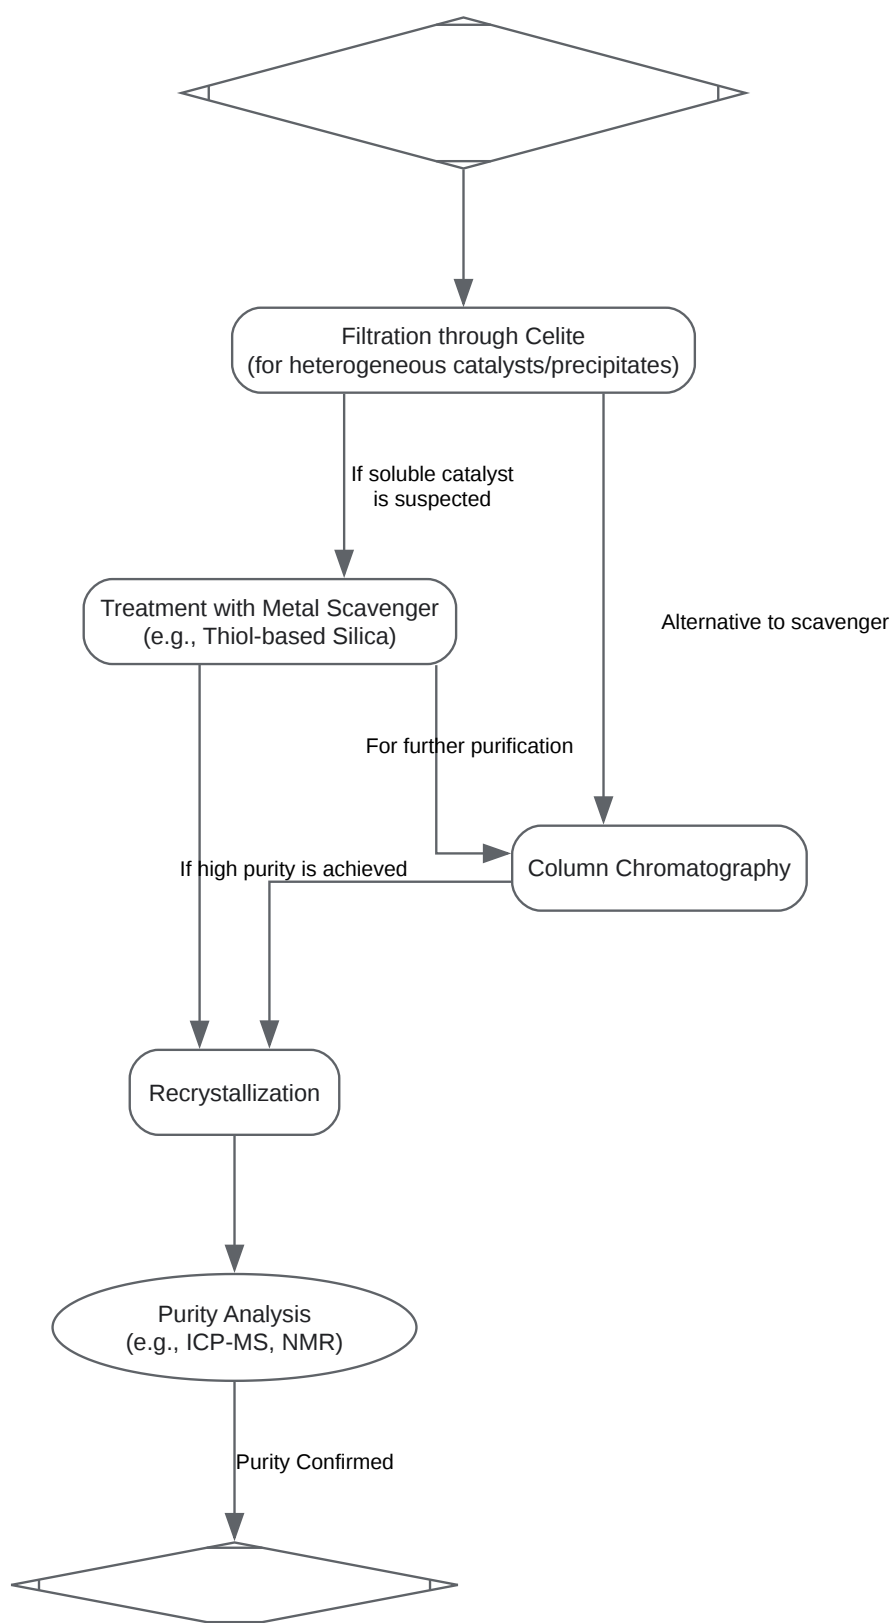 Filtration through Celite
(for heterogeneous catalysts/precipitates)
If soluble catalyst
is suspected
Treatment with Metal Scavenger
(e.g., Thiol-based Silica)
Alternative to scavenger
For further purification
If high purity is achieved
Column Chromatography
Recrystallization
Purity Analysis
(e.g., ICP-MS, NMR)
Purity Confirmed